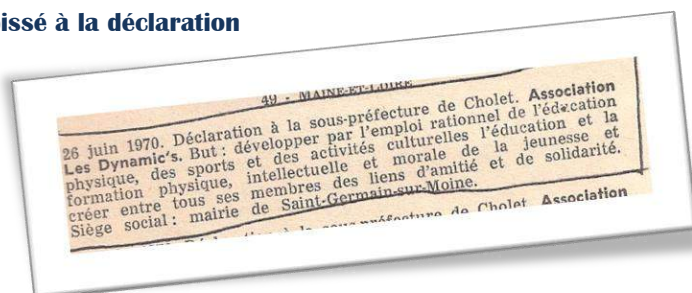 issé à la déclaration
49 - MAINE-ET-LOIRE
26 juin 1970. Déclaration à la sous-préfecture de Cholet. Association
Les Dynamic's. But : développer par l'emploi rationnel de l'éducation
physique, des sports et des activités culturelles l'éducation et la
formation physique, intellectuelle et morale de la jeunesse et
créer entre tous ses membres des liens d'amitié et de solidarité.
Siège social : mairie de Saint-Germain-sur-Moine.
sous-préfecture de Cholet. Association